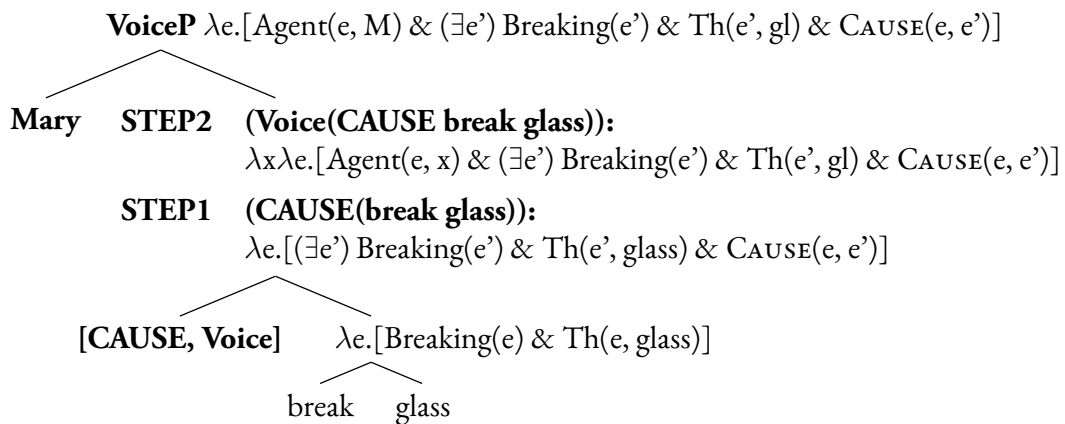 VoiceP λe.[Agent(e, M) & (∃e’) Breaking(e’) & Th(e’, gl) & CAUSE(e, e’)]
Mary STEP2 (Voice(CAUSE break glass)):
λxλe.[Agent(e, x) & (∃e’) Breaking(e’) & Th(e’, gl) & CAUSE(e, e’)]
STEP1 (CAUSE(break glass)):
λe.[(∃e’) Breaking(e’) & Th(e’, glass) & CAUSE(e, e’)]
[CAUSE, Voice] λe.[Breaking(e) & Th(e, glass)]
break glass